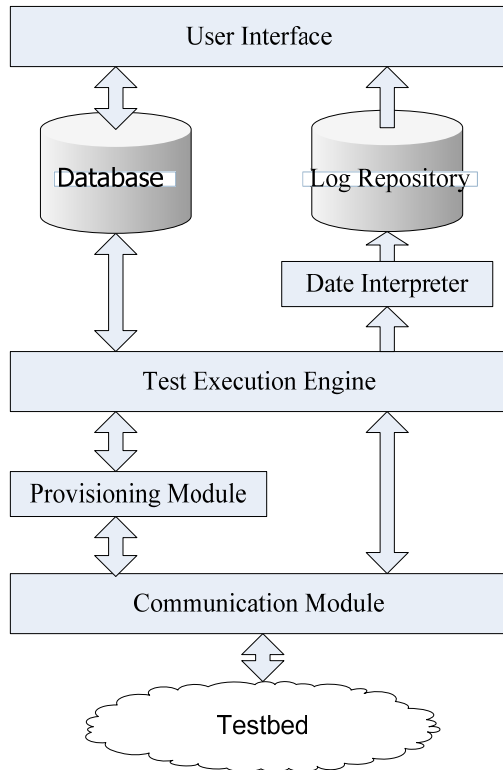 User Interface
Database
Log Repository
Date Interpreter
Test Execution Engine
Provisioning Module
Communication Module
Testbed